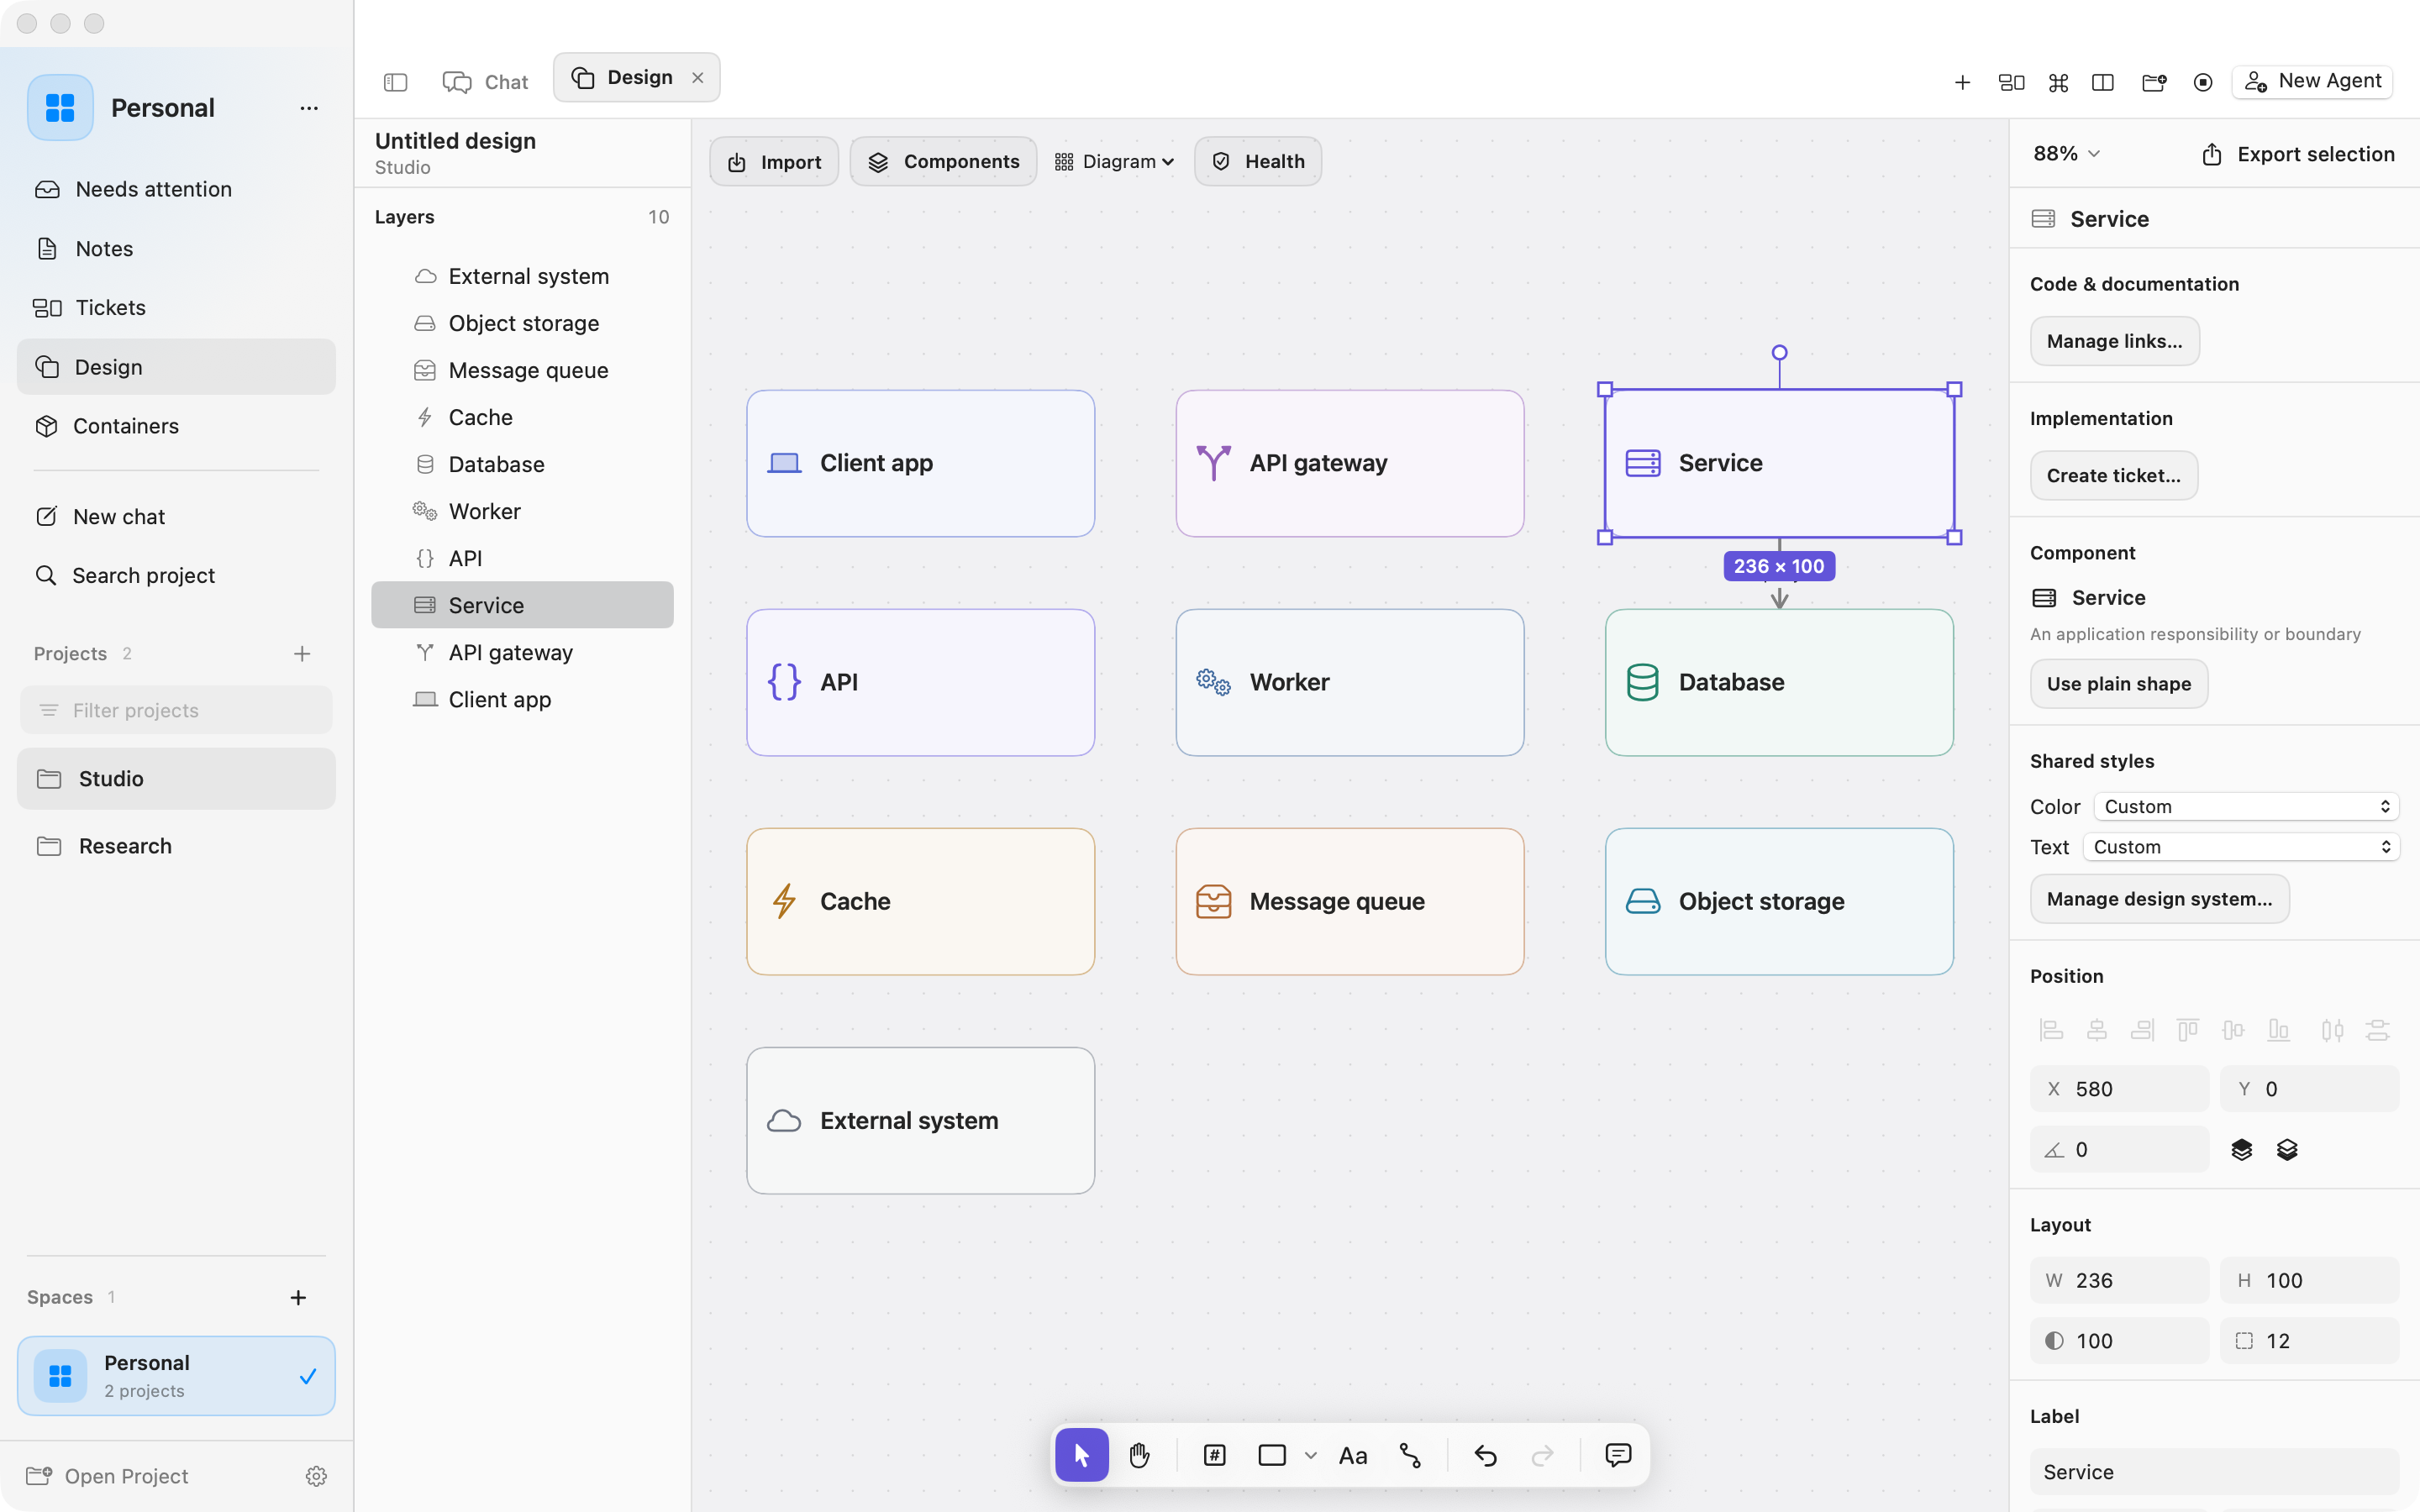 Personal
Needs attention
Notes
Tickets
Design
Containers
New chat
Search project
Projects 2
Filter projects
Studio
Research
Spaces 1
Personal
2 projects
Open Project
Chat
Design
New Agent
Untitled design
Studio
Layers 10
External system
Object storage
Message queue
Cache
Database
Worker
API
Service
API gateway
Client app
Import
Components
Diagram
Health
Client app
API gateway
Service
236 × 100
API
Worker
Database
Cache
Message queue
Object storage
External system
Aa
88%
Export selection
Service
Code & documentation
Manage links...
Implementation
Create ticket...
Component
Service
An application responsibility or boundary
Use plain shape
Shared styles
Color Custom
Text Custom
Manage design system...
Position
X 580 Y 0
0
Layout
W 236 H 100
100 12
Label
Service